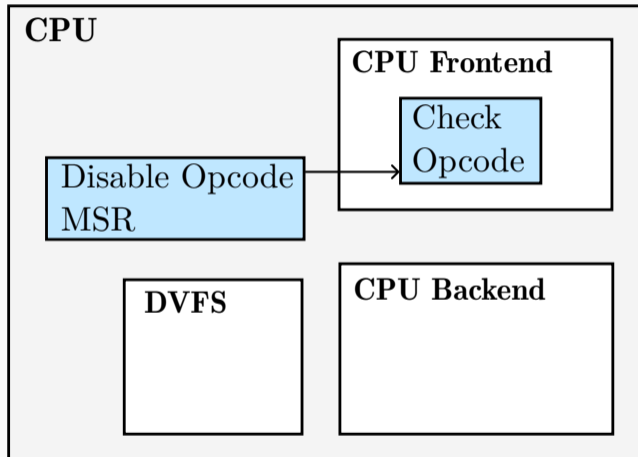 CPU
CPU Frontend
Check
Opcode
Disable Opcode
MSR
DVFS
CPU Backend